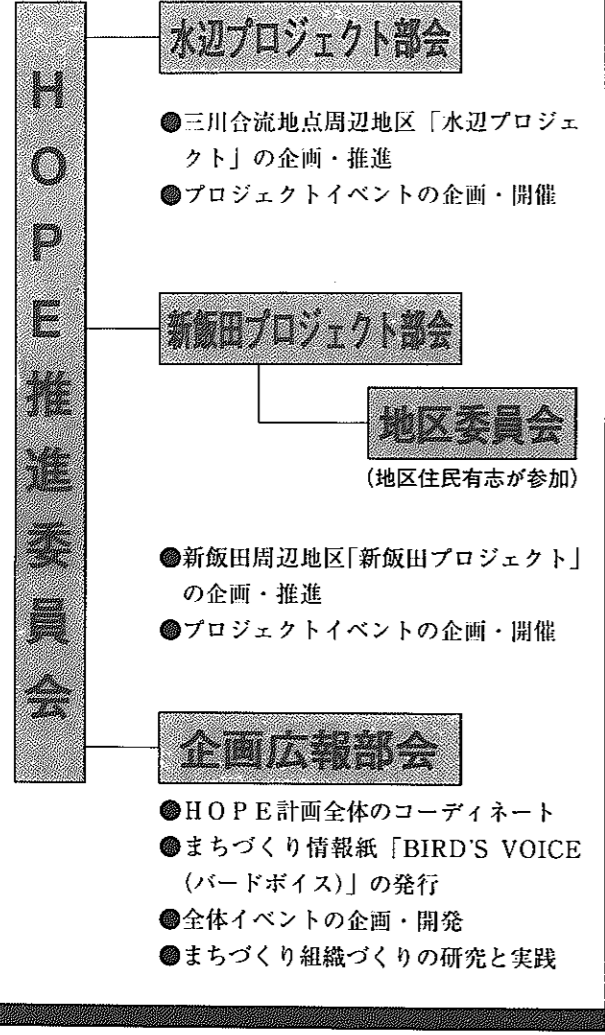 HOPE推進委員会
水辺プロジェクト部会
●三川合流地点周辺地区「水辺プロジェ
クト」の企画・推進
●プロジェクトイベントの企画・開催
新飯田プロジェクト部会
地区委員会
(地区住民有志が参加)
●新飯田周辺地区「新飯田プロジェクト」
の企画・推進
●プロジェクトイベントの企画・開催
企画広報部会
●HOPE計画全体のコーディネート
●まちづくり情報紙「BIRD'S VOICE
(バードボイス)」の発行
●全体イベントの企画・開発
●まちづくり組織づくりの研究と実践